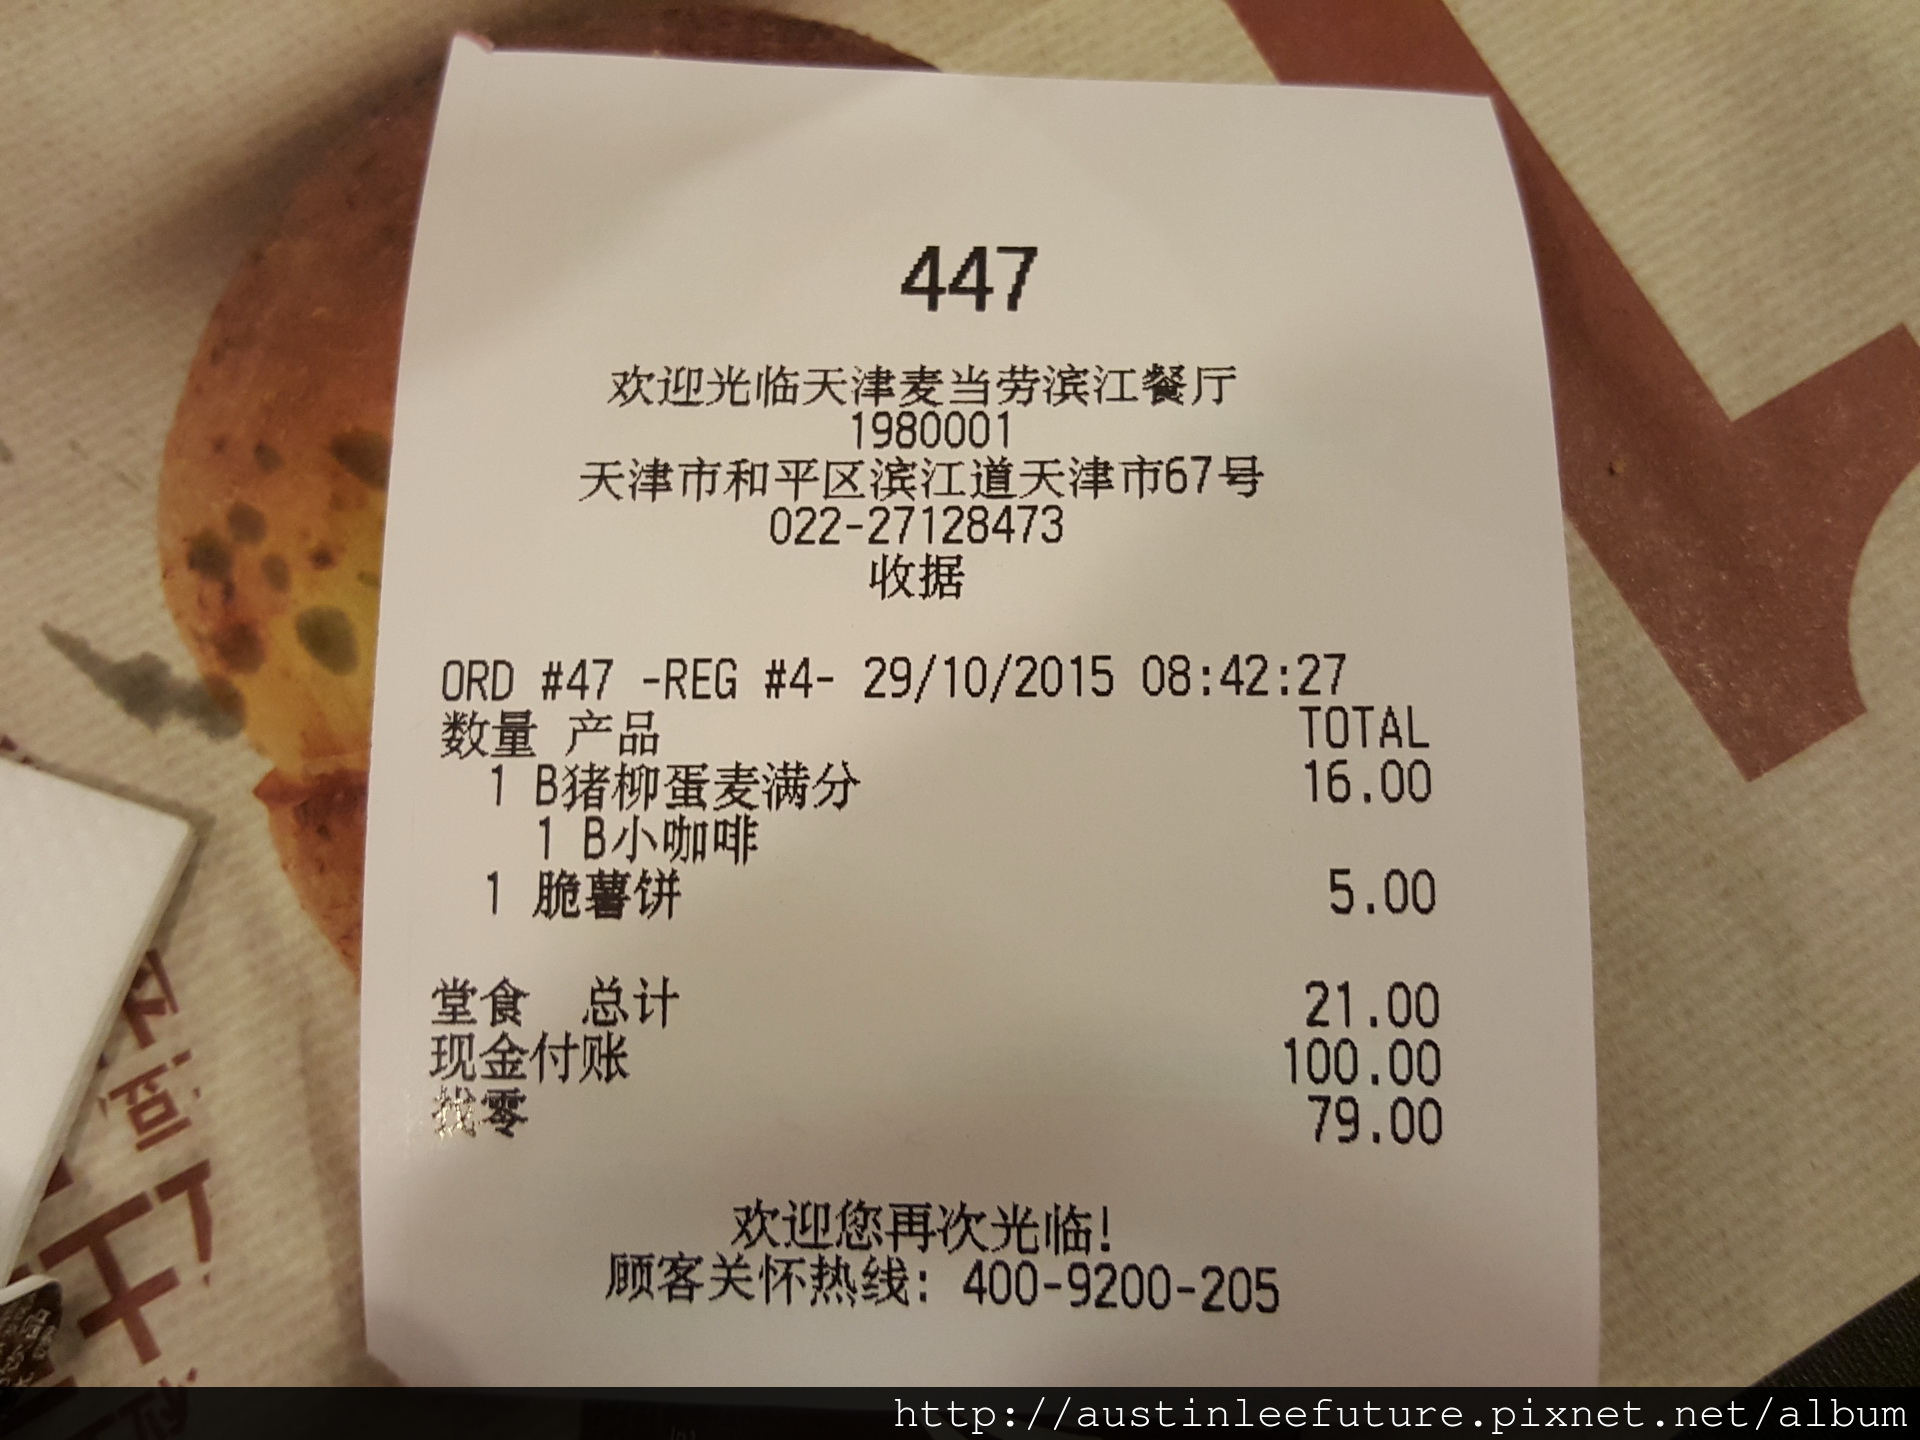 447
欢迎光临天津麦当劳滨江餐厅
1980001
天津市和平区滨江道天津市67号
022-27128473
收据
ORD #47 -REG #4- 29/10/2015 08:42:27
数量 产品 TOTAL
1 B猪柳蛋麦满分 16.00
1 B小咖啡
1 脆薯饼 5.00
堂食 总计 21.00
现金付账 100.00
找零 79.00
欢迎您再次光临!
顾客关怀热线: 400-9200-205
http://austinleefuture.pixnet.net/album